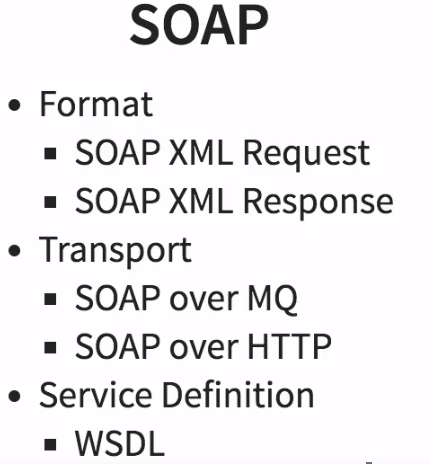 SOAP
• Format
▪ SOAP XML Request
▪ SOAP XML Response
• Transport
▪ SOAP over MQ
▪ SOAP over HTTP
• Service Definition
▪ WSDL